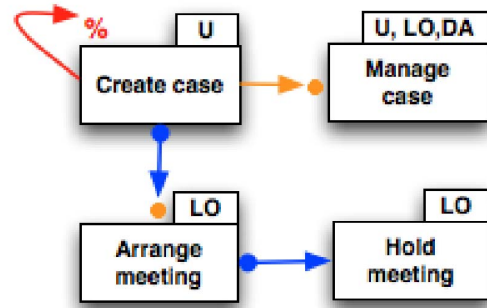 %
U
Create case
U, LO,DA
Manage
case
LO
Arrange
meeting
LO
Hold
meeting